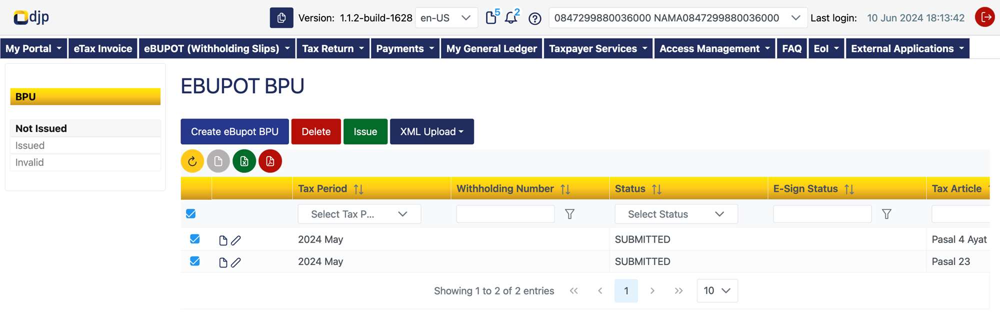 djp Version: 1.1.2-build-1628 en-US 5 2 0847299880036000 NAMA0847299880036000 Last login: 10 Jun 2024 18:13:42
My Portal eTax Invoice eBUPOT (Withholding Slips) Tax Return Payments My General Ledger Taxpayer Services Access Management FAQ EoI External Applications
BPU
Not Issued
Issued
Invalid
EBUPOT BPU
Create eBupot BPU Delete Issue XML Upload
Tax Period Withholding Number Status E-Sign Status Tax Article
Select Tax P... Select Status
2024 May SUBMITTED Pasal 4 Ayat
2024 May SUBMITTED Pasal 23
Showing 1 to 2 of 2 entries << < 1 > >> 10